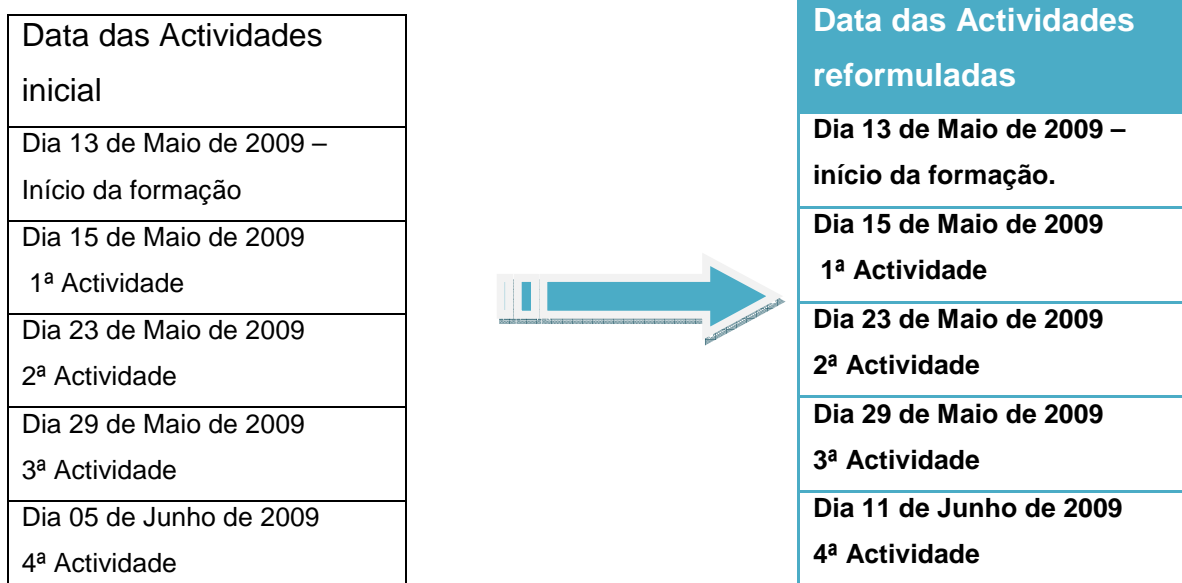 Data das Actividades
inicial
Dia 13 de Maio de 2009 –
Início da formação
Dia 15 de Maio de 2009
1ª Actividade
Dia 23 de Maio de 2009
2ª Actividade
Dia 29 de Maio de 2009
3ª Actividade
Dia 05 de Junho de 2009
4ª Actividade
Data das Actividades
reformuladas
Dia 13 de Maio de 2009 –
início da formação.
Dia 15 de Maio de 2009
1ª Actividade
Dia 23 de Maio de 2009
2ª Actividade
Dia 29 de Maio de 2009
3ª Actividade
Dia 11 de Junho de 2009
4ª Actividade